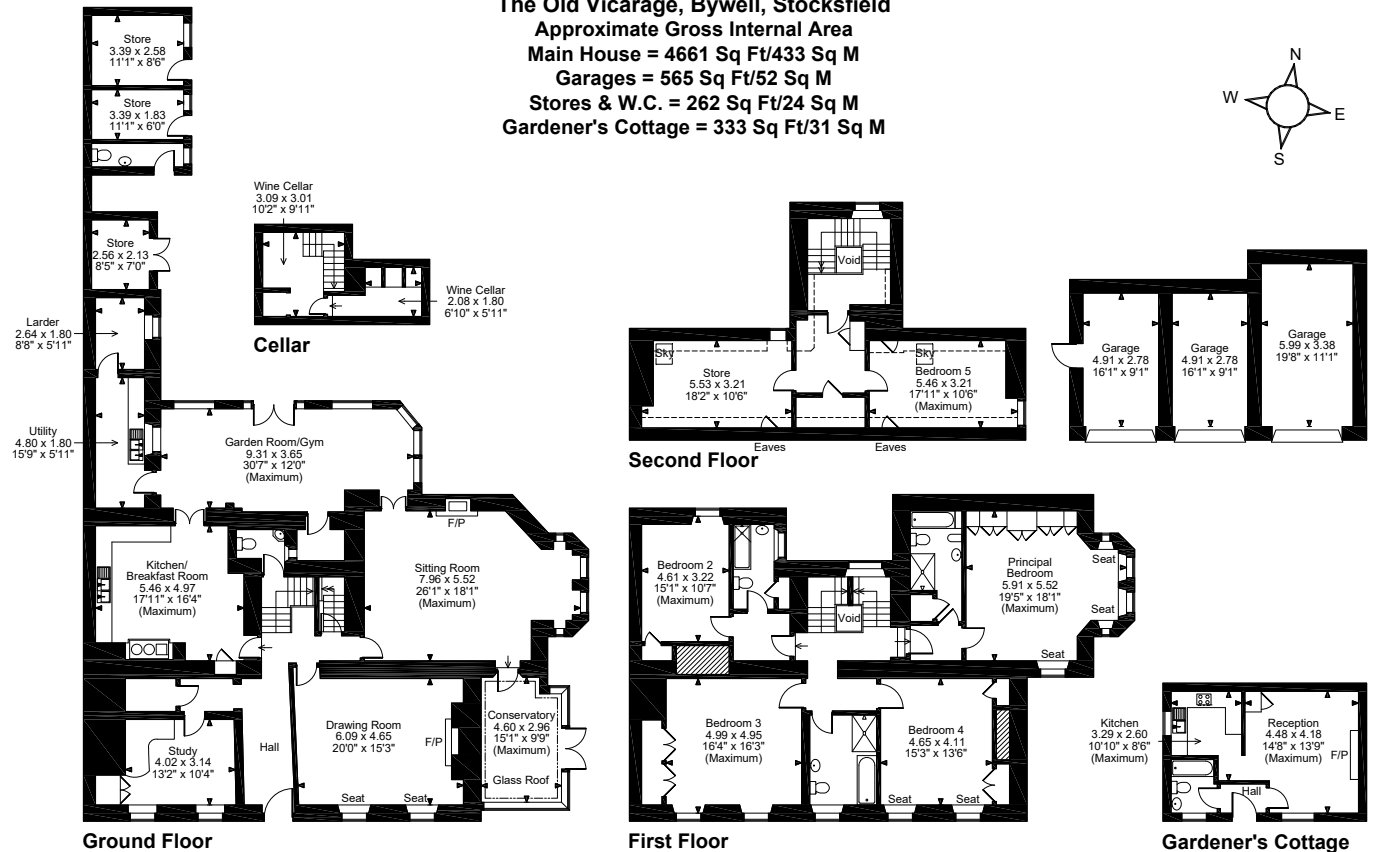 The Old Vicarage, Bywell, Stocksfield
Approximate Gross Internal Area
Main House = 4661 Sq Ft/433 Sq M
Garages = 565 Sq Ft/52 Sq M
Stores & W.C. = 262 Sq Ft/24 Sq M
Gardener's Cottage = 333 Sq Ft/31 Sq M
N
W
E
S
Store
3.39 x 2.58
11'1" x 8'6"
Store
3.39 x 1.83
11'1" x 6'0"
Store
2.56 x 2.13
8'5" x 7'0"
Larder
2.64 x 1.80
8'8" x 5'11"
Utility
4.80 x 1.80
15'9" x 5'11"
Wine Cellar
3.09 x 3.01
10'2" x 9'11"
Wine Cellar
2.08 x 1.80
6'10" x 5'11"
Cellar
Garden Room/Gym
9.31 x 3.65
30'7" x 12'0"
(Maximum)
F/P
Kitchen/
Breakfast Room
5.46 x 4.97
17'11" x 16'4"
(Maximum)
Sitting Room
7.96 x 5.52
26'1" x 18'1"
(Maximum)
Study
4.02 x 3.14
13'2" x 10'4"
Hall
Drawing Room
6.09 x 4.65
20'0" x 15'3"
F/P
Seat
Seat
Conservatory
4.60 x 2.96
15'1" x 9'9"
(Maximum)
Glass Roof
Ground Floor
Void
Sky
Store
5.53 x 3.21
18'2" x 10'6"
Sky
Bedroom 5
5.46 x 3.21
17'11" x 10'6"
(Maximum)
Eaves
Eaves
Second Floor
Garage
4.91 x 2.78
16'1" x 9'1"
Garage
4.91 x 2.78
16'1" x 9'1"
Garage
5.99 x 3.38
19'8" x 11'1"
Bedroom 2
4.61 x 3.22
15'1" x 10'7"
(Maximum)
Void
Principal
Bedroom
5.91 x 5.52
19'5" x 18'1"
(Maximum)
Seat
Seat
Seat
Bedroom 3
4.99 x 4.95
16'4" x 16'3"
(Maximum)
Bedroom 4
4.65 x 4.11
15'3" x 13'6"
Seat
Seat
First Floor
Kitchen
3.29 x 2.60
10'10" x 8'6"
(Maximum)
Reception
4.48 x 4.18
14'8" x 13'9"
(Maximum)
F/P
Hall
Gardener's Cottage